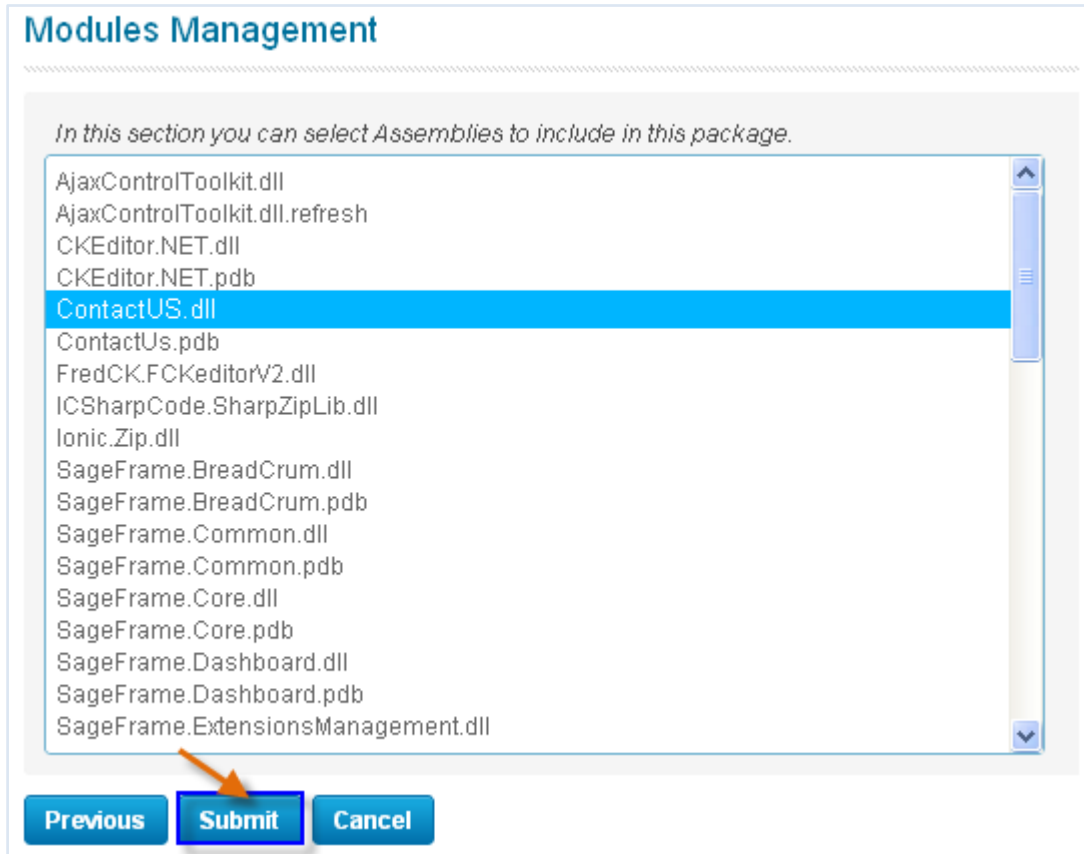 Modules Management
In this section you can select Assemblies to include in this package.
AjaxControlToolkit.dll
AjaxControlToolkit.dll.refresh
CKEditor.NET.dll
CKEditor.NET.pdb
ContactUS.dll
ContactUs.pdb
FredCK.FCKeditorV2.dll
ICSharpCode.SharpZipLib.dll
Ionic.Zip.dll
SageFrame.BreadCrum.dll
SageFrame.BreadCrum.pdb
SageFrame.Common.dll
SageFrame.Common.pdb
SageFrame.Core.dll
SageFrame.Core.pdb
SageFrame.Dashboard.dll
SageFrame.Dashboard.pdb
SageFrame.ExtensionsManagement.dll
Previous Submit Cancel